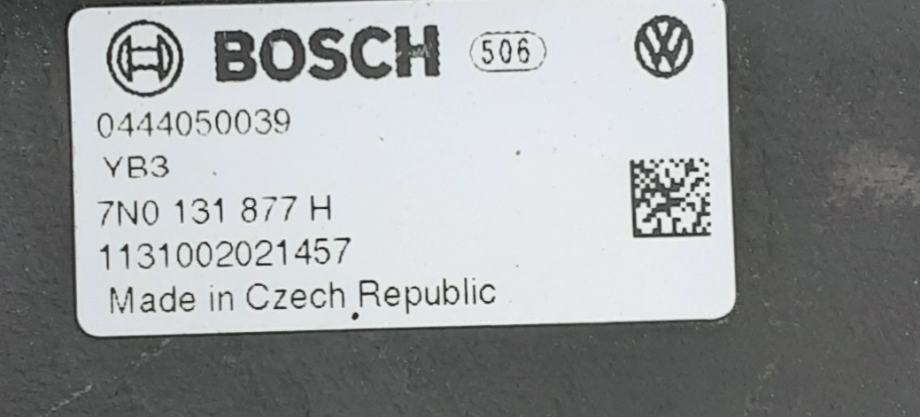 BOSCH 506
0444050039
YB3
7N0 131 877 H
1131002021457
Made in Czech Republic